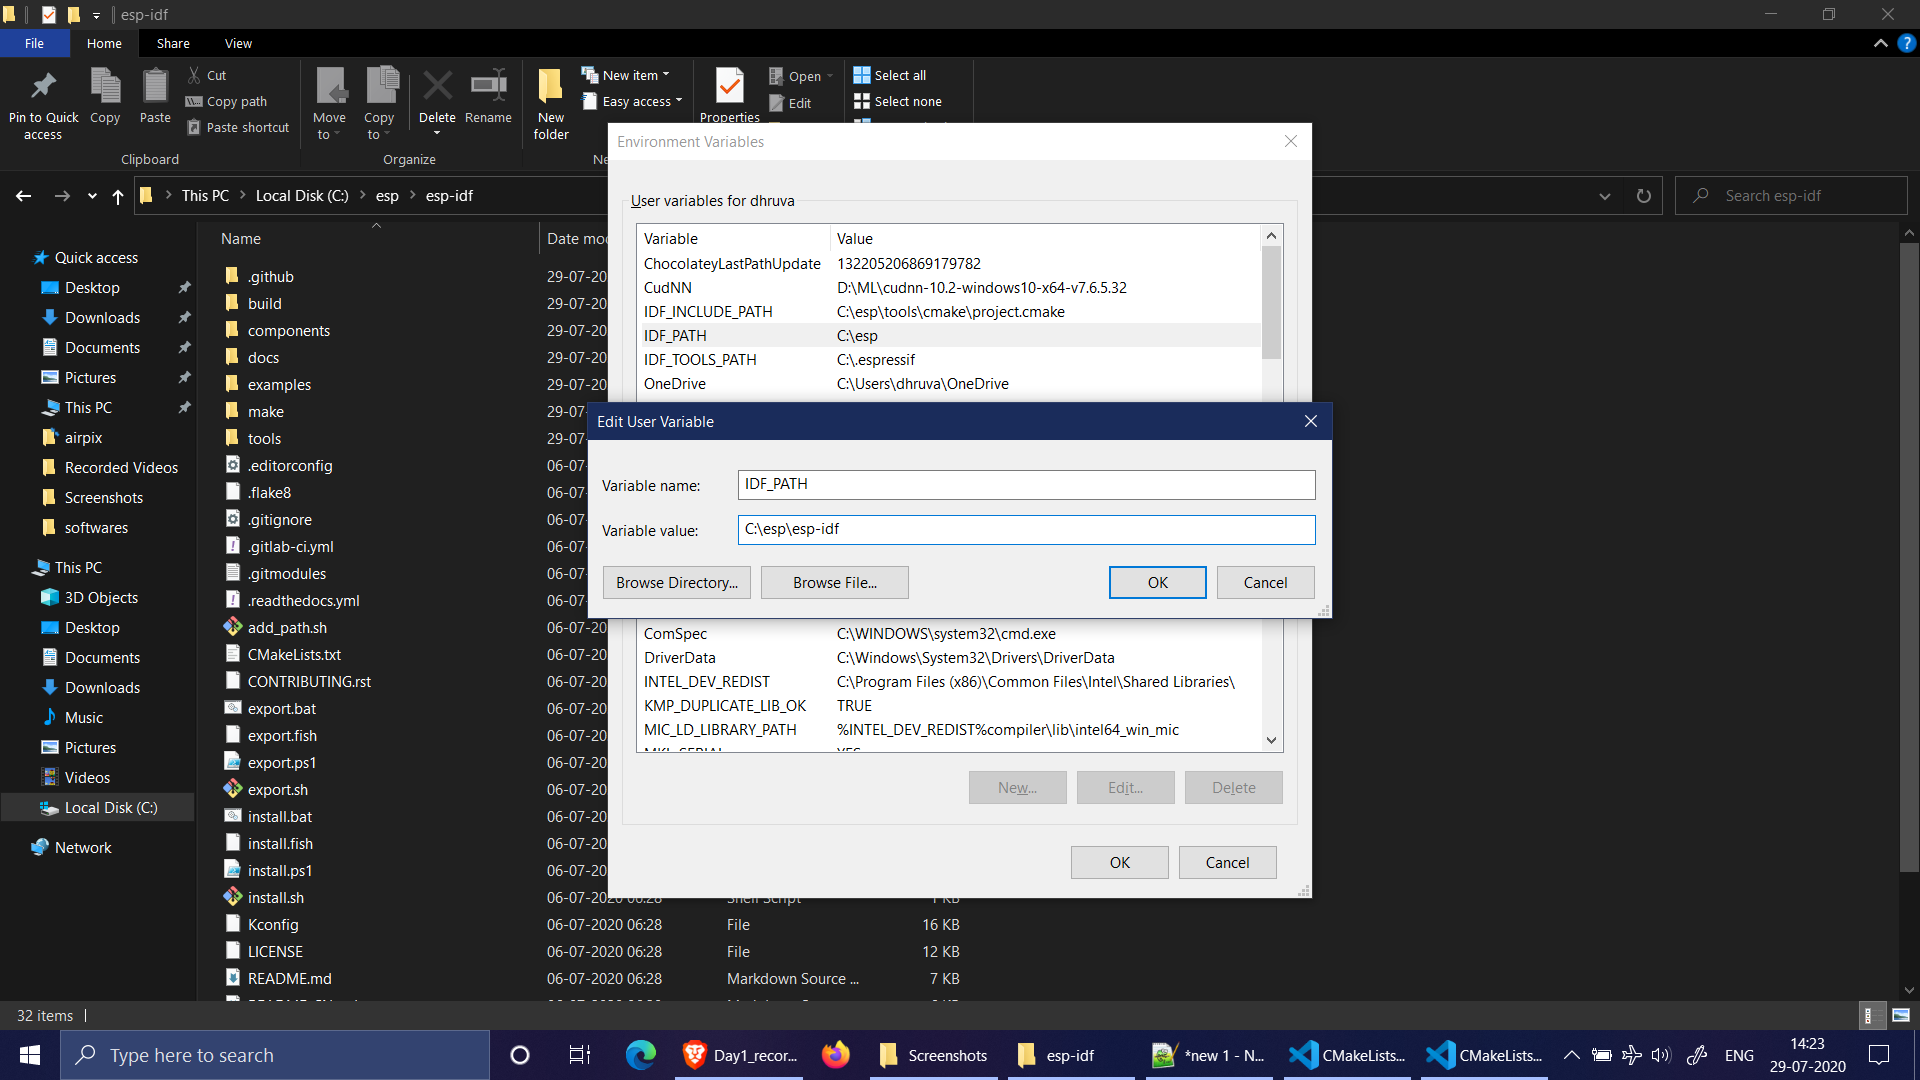 esp-idf
File Home Share View
Pin to Quick access
Copy
Paste
Cut
Copy path
Paste shortcut
Clipboard
Move to
Copy to
Delete
Rename
Organize
New folder
New item
Easy access
Properties
Open
Edit
Select all
Select none
This PC > Local Disk (C:) > esp > esp-idf
Search esp-idf
Quick access
Desktop
Downloads
Documents
Pictures
This PC
airpix
Recorded Videos
Screenshots
softwares
This PC
3D Objects
Desktop
Documents
Downloads
Music
Pictures
Videos
Local Disk (C:)
Network
Name
.github 29-07-20
build 29-07-20
components 29-07-20
docs 29-07-20
examples 29-07-20
make 29-07-20
tools 29-07-20
.editorconfig 06-07-20
.flake8 06-07-20
.gitignore 06-07-20
.gitlab-ci.yml 06-07-20
.gitmodules 06-07-20
.readthedocs.yml 06-07-20
add_path.sh 06-07-20
CMakeLists.txt 06-07-20
CONTRIBUTING.rst 06-07-20
export.bat 06-07-20
export.fish 06-07-20
export.ps1 06-07-20
export.sh 06-07-20
install.bat 06-07-20
install.fish 06-07-20
install.ps1 06-07-20
install.sh 06-07-2020 06:28 Shell Script 1 KB
Kconfig 06-07-2020 06:28 File 16 KB
LICENSE 06-07-2020 06:28 File 12 KB
README.md 06-07-2020 06:28 Markdown Source ... 7 KB
32 items
Environment Variables
User variables for dhruva
Variable Value
ChocolateyLastPathUpdate 132205206869179782
CudNN D:\ML\cudnn-10.2-windows10-x64-v7.6.5.32
IDF_INCLUDE_PATH C:\esp\tools\cmake\project.cmake
IDF_PATH C:\esp
IDF_TOOLS_PATH C:\.espressif
OneDrive C:\Users\dhruva\OneDrive
Edit User Variable
Variable name: IDF_PATH
Variable value: C:\esp\esp-idf
Browse Directory... Browse File... OK Cancel
ComSpec C:\WINDOWS\system32\cmd.exe
DriverData C:\Windows\System32\Drivers\DriverData
INTEL_DEV_REDIST C:\Program Files (x86)\Common Files\Intel\Shared Libraries\
KMP_DUPLICATE_LIB_OK TRUE
MIC_LD_LIBRARY_PATH %INTEL_DEV_REDIST%compiler\lib\intel64_win_mic
New... Edit... Delete
OK Cancel
Type here to search
Day1_recor...
Screenshots
esp-idf
*new 1 - N...
CMakeLists...
CMakeLists...
ENG
14:23
29-07-2020